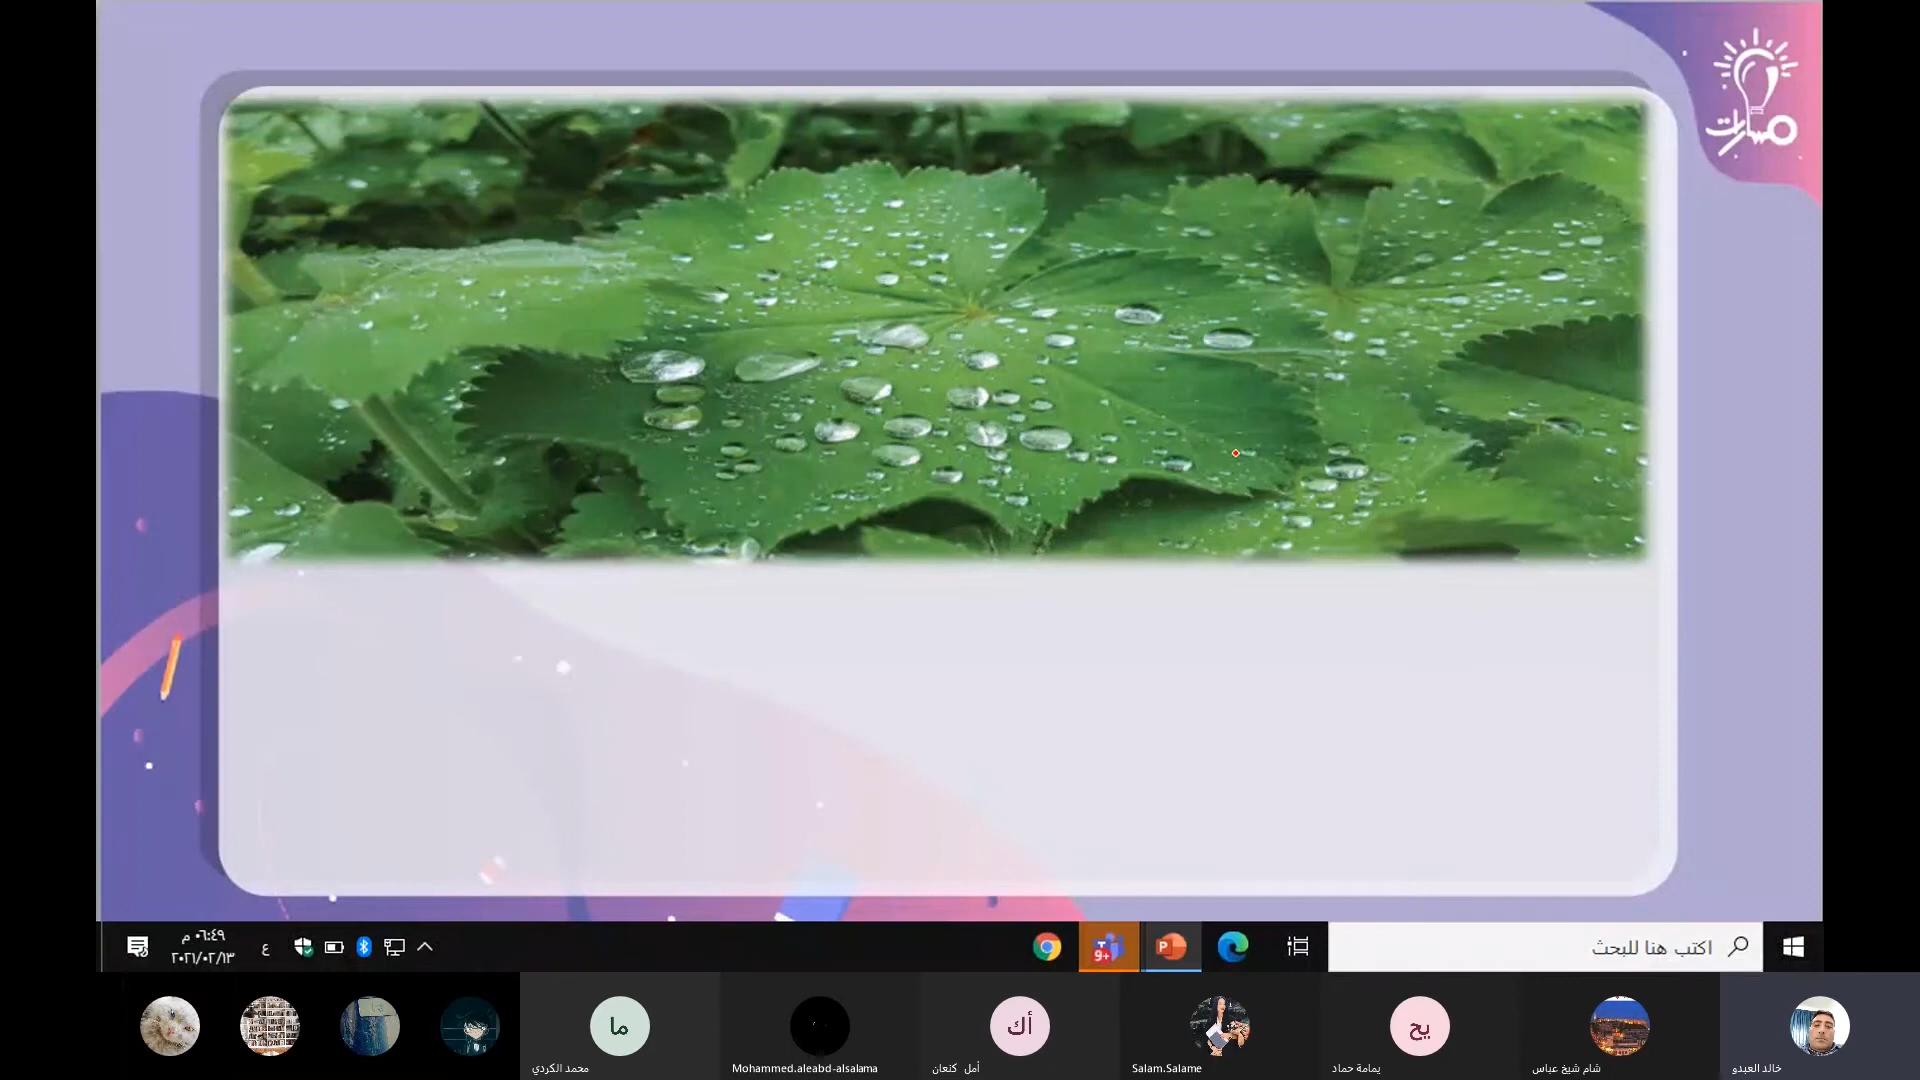 مسارات
٠٦:٤٩ م
٢٠٢١/٠٢/١٣
ع
9+
اكتب هنا للبحث
ما
أك
يح
محمد الكردي
Mohammed.aleabd-alsalama
أمل كنعان
Salam.Salame
يمامة حماد
شام شيخ عباس
خالد العبدو